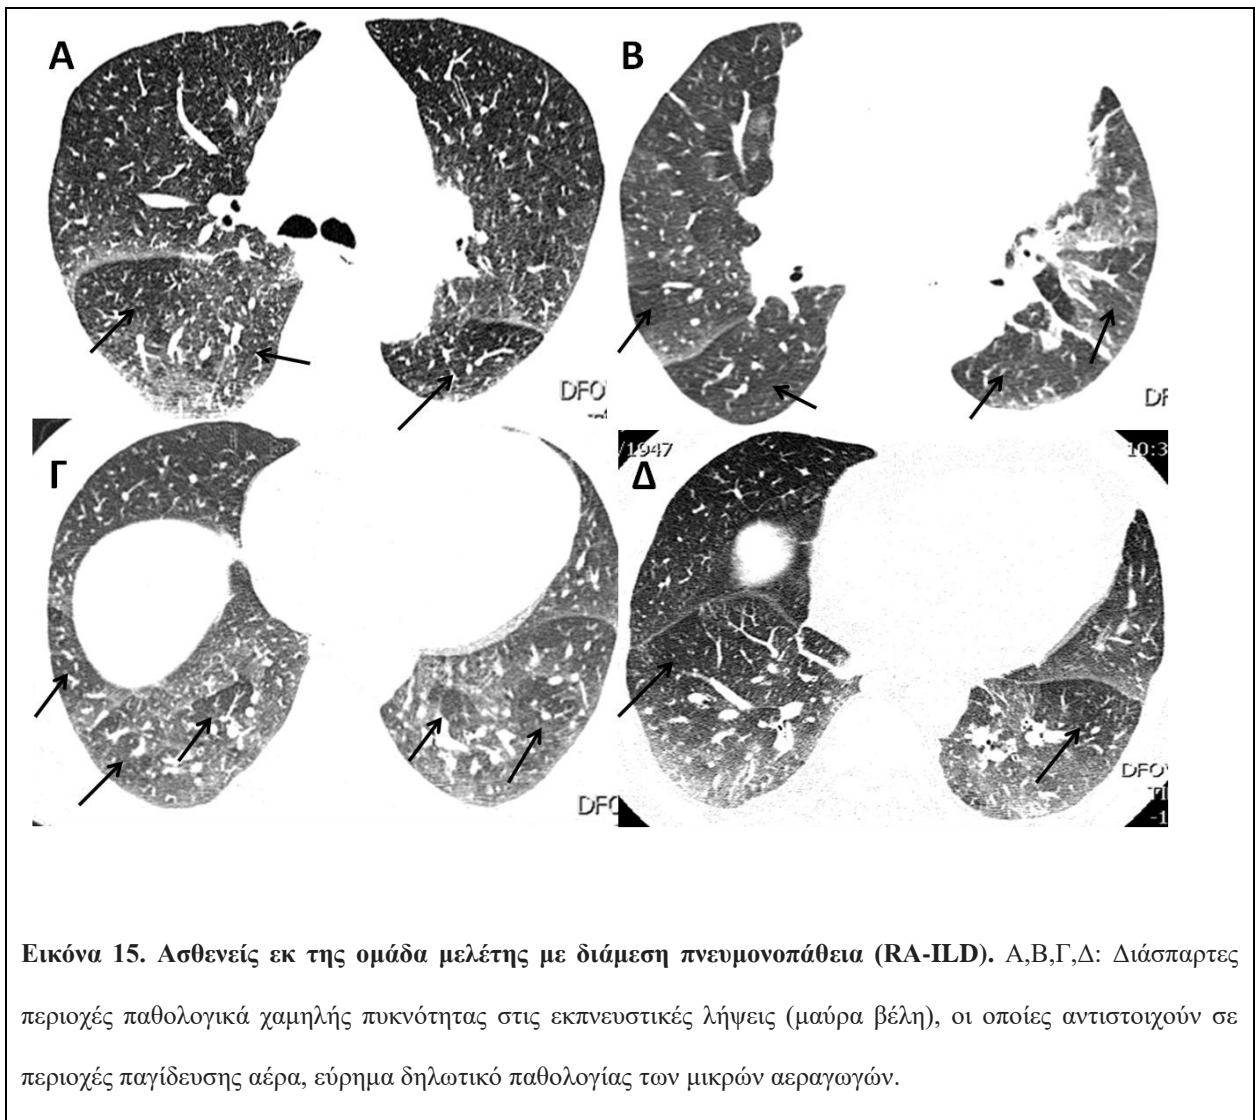 Α
Β
DFO
DF
Γ
/1947
10:3
Δ
DFO
DFOV
-1
Εικόνα 15. Ασθενείς εκ της ομάδα μελέτης με διάμεση πνευμονοπάθεια (RA-ILD). Α,Β,Γ,Δ: Διάσπαρτες
περιοχές παθολογικά χαμηλής πυκνότητας στις εκπνευστικές λήψεις (μαύρα βέλη), οι οποίες αντιστοιχούν σε
περιοχές παγίδευσης αέρα, εύρημα δηλωτικό παθολογίας των μικρών αεραγωγών.